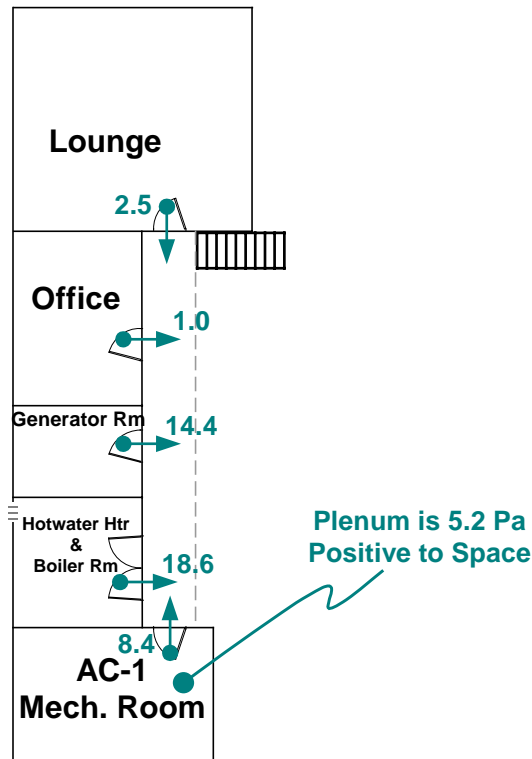 Lounge
2.5
Office
1.0
Generator Rm
14.4
Hotwater Htr
&
Boiler Rm
18.6
Plenum is 5.2 Pa
Positive to Space
8.4
AC-1
Mech. Room